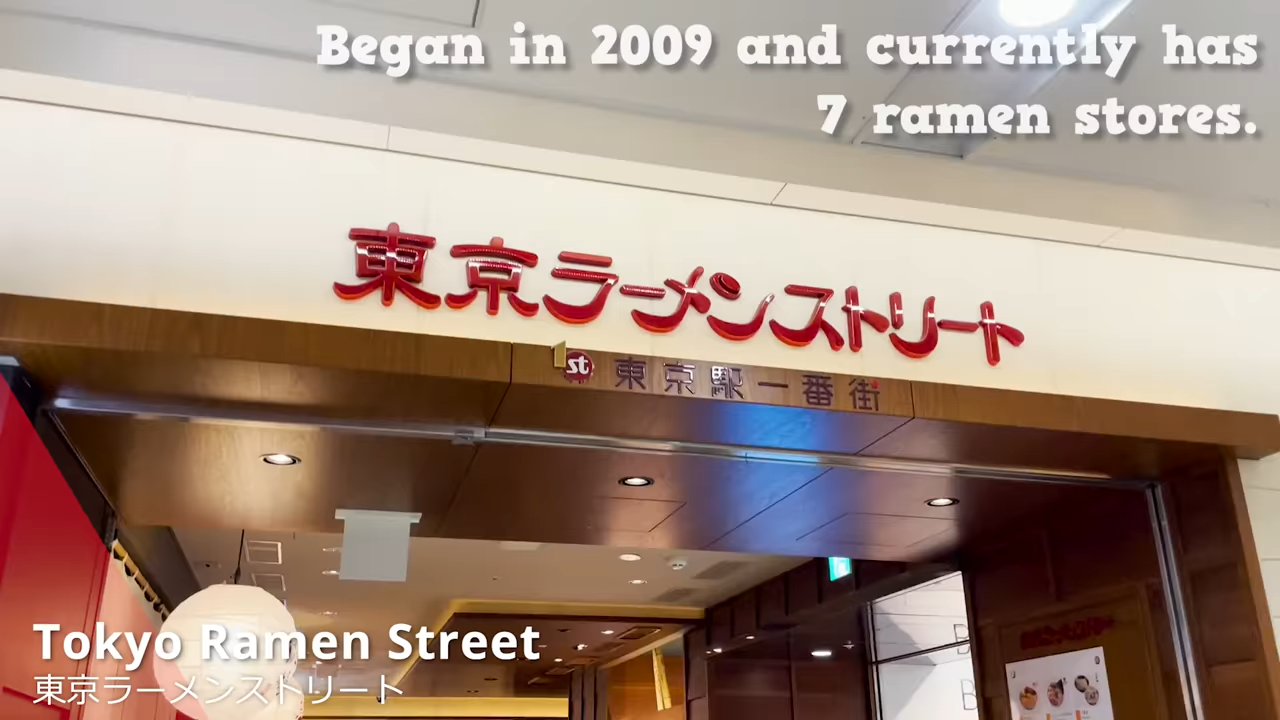 Began in 2009 and currently has
7 ramen stores.
東京ラーメンストリート
1st 東京駅一番街
Tokyo Ramen Street
東京ラーメンストリート